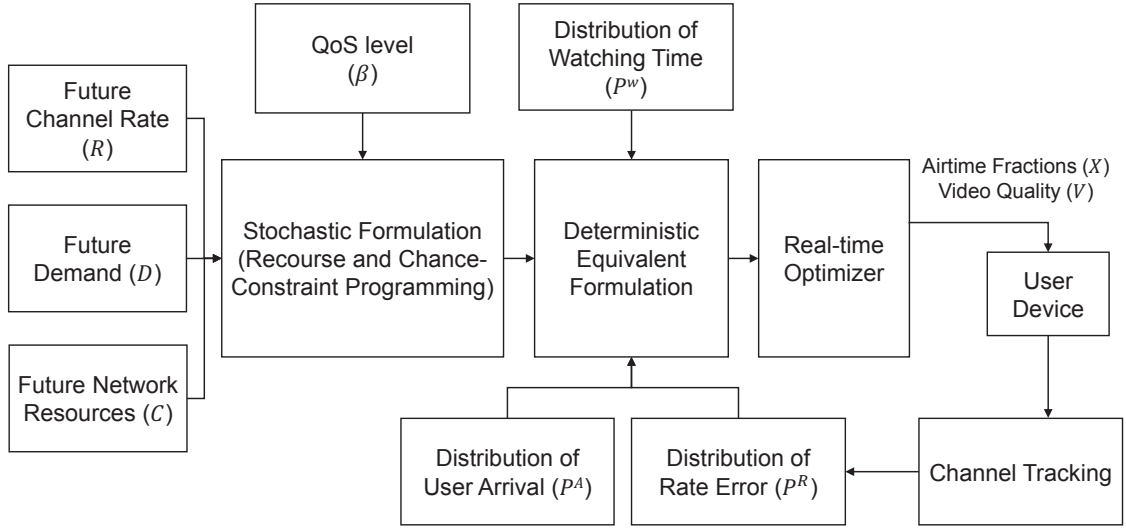 QoS level
(β)
Distribution of
Watching Time
(P^w)
Future
Channel Rate
(R)
Future
Demand (D)
Future Network
Resources (C)
Stochastic Formulation
(Recourse and Chance-
Constraint Programming)
Deterministic
Equivalent
Formulation
Real-time
Optimizer
Airtime Fractions (X)
Video Quality (V)
User
Device
Distribution of
User Arrival (P^A)
Distribution of
Rate Error (P^R)
Channel Tracking